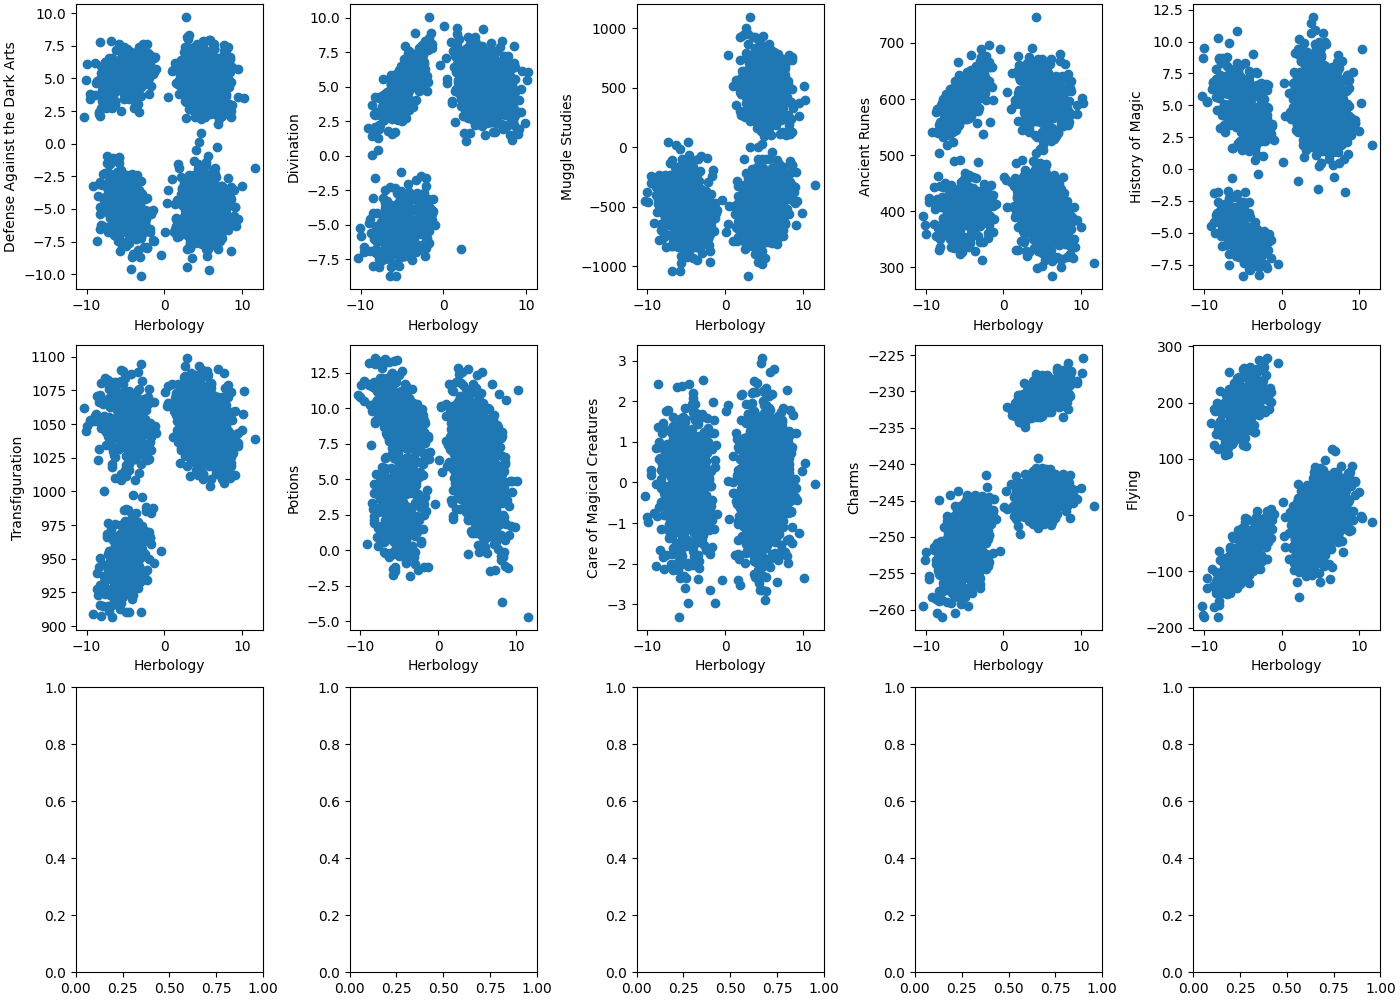 Defense Against the Dark Arts
10.0
7.5
5.0
2.5
0.0
−2.5
−5.0
−7.5
−10.0
−10 0 10
Herbology
Divination
10.0
7.5
5.0
2.5
0.0
−2.5
−5.0
−7.5
−10 0 10
Herbology
Muggle Studies
1000
500
0
−500
−1000
−10 0 10
Herbology
Ancient Runes
700
600
500
400
300
−10 0 10
Herbology
History of Magic
12.5
10.0
7.5
5.0
2.5
0.0
−2.5
−5.0
−7.5
−10 0 10
Herbology
Transfiguration
1100
1075
1050
1025
1000
975
950
925
900
−10 0 10
Herbology
Potions
12.5
10.0
7.5
5.0
2.5
0.0
−2.5
−5.0
−10 0 10
Herbology
Care of Magical Creatures
3
2
1
0
−1
−2
−3
−10 0 10
Herbology
Charms
−225
−230
−235
−240
−245
−250
−255
−260
−10 0 10
Herbology
Flying
300
200
100
0
−100
−200
−10 0 10
Herbology
1.0
0.8
0.6
0.4
0.2
0.0
0.00 0.25 0.50 0.75 1.00
1.0
0.8
0.6
0.4
0.2
0.0
0.00 0.25 0.50 0.75 1.00
1.0
0.8
0.6
0.4
0.2
0.0
0.00 0.25 0.50 0.75 1.00
1.0
0.8
0.6
0.4
0.2
0.0
0.00 0.25 0.50 0.75 1.00
1.0
0.8
0.6
0.4
0.2
0.0
0.00 0.25 0.50 0.75 1.00